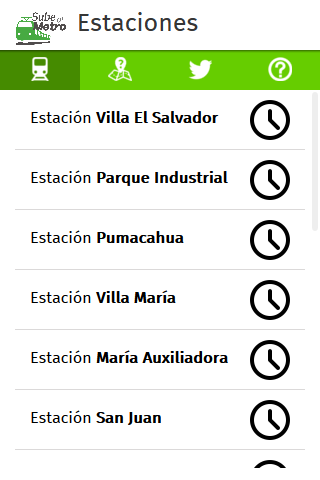 Sube al Metro
Estaciones
Estación Villa El Salvador
Estación Parque Industrial
Estación Pumacahua
Estación Villa María
Estación María Auxiliadora
Estación San Juan